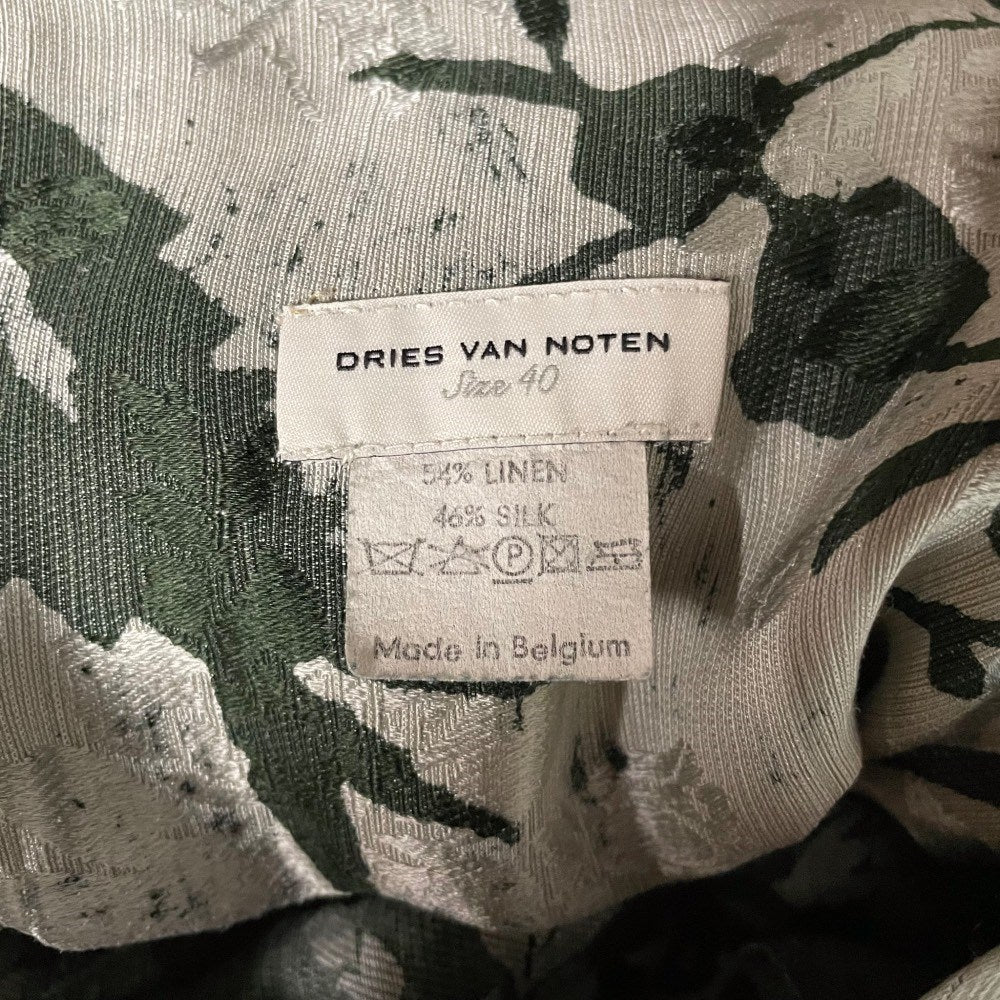 DRIES VAN NOTEN
Size 40
54% LINEN
46% SILK
P
Made in Belgium